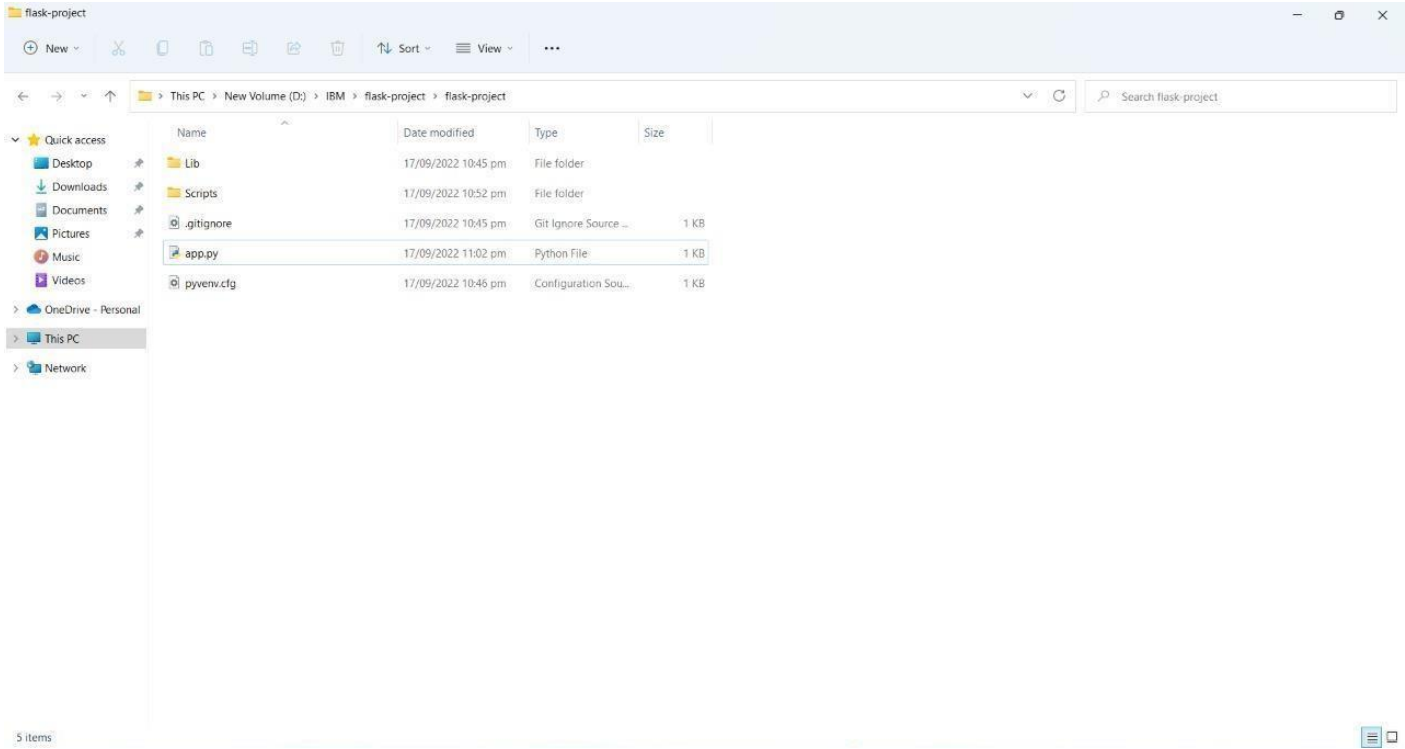 flask-project
New Sort View ...
This PC > New Volume (D:) > IBM > flask-project > flask-project
Search flask-project
Quick access
Desktop
Downloads
Documents
Pictures
Music
Videos
OneDrive - Personal
This PC
Network
Name Date modified Type Size
Lib 17/09/2022 10:45 pm File folder
Scripts 17/09/2022 10:52 pm File folder
.gitignore 17/09/2022 10:45 pm Git Ignore Source ... 1 KB
app.py 17/09/2022 11:02 pm Python File 1 KB
pyvenv.cfg 17/09/2022 10:46 pm Configuration Sou... 1 KB
5 items